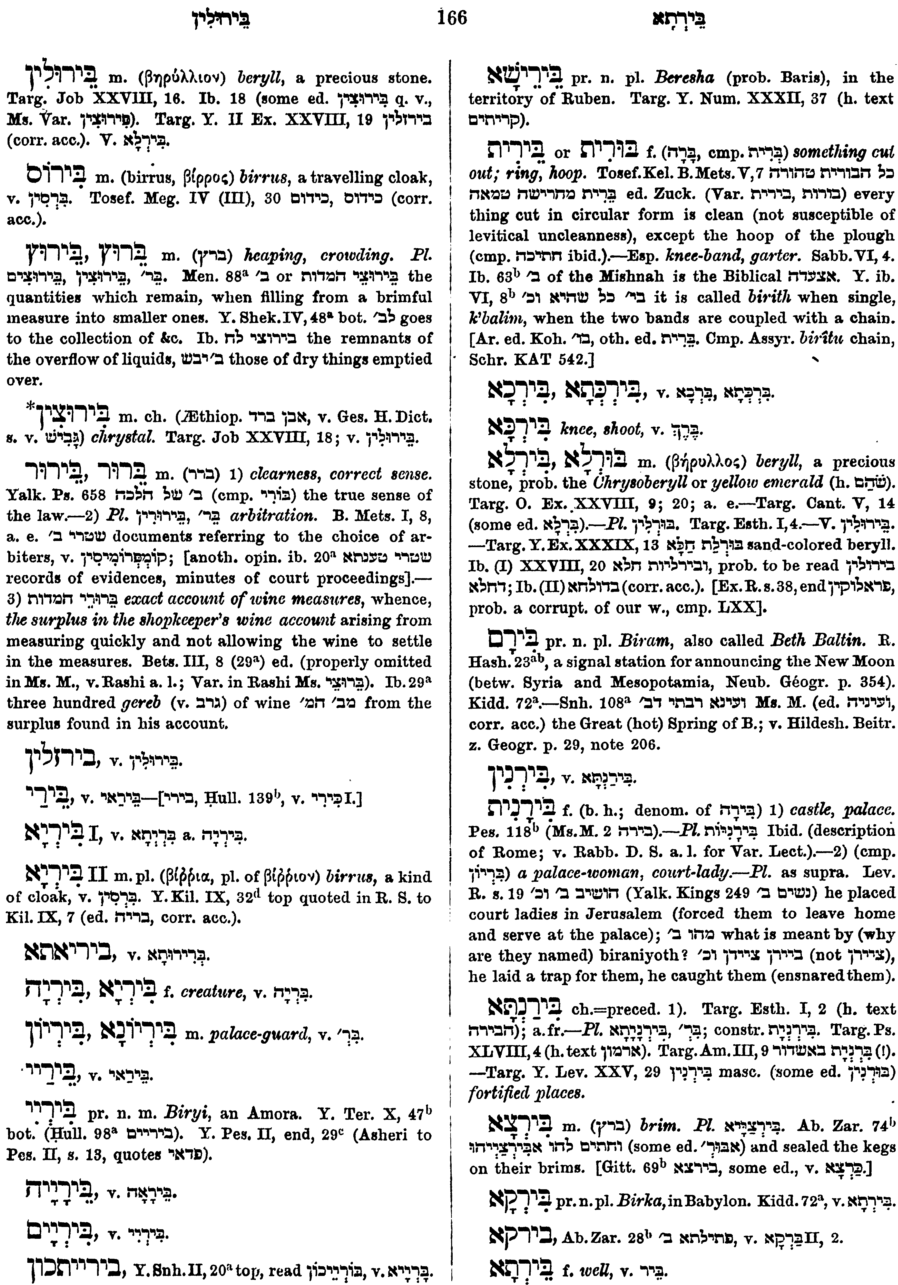 בֵּירוּלִין 166 בֵּירְתָא
בֵּירוּלִין m. (βηρύλλιον) beryll, a precious stone.
Targ. Job XXVIII, 16. Ib. 18 (some ed. בֵּירוּצִין q. v.,
Ms. Var. פֵּירוּצִין). Targ. Y. II Ex. XXVIII, 19 בירזלין
(corr. acc.). V. בֵּירְלָא.
בִּירוֹס m. (birrus, βίρρος) birrus, a travelling cloak,
v. בַּרְסִין. Tosef. Meg. IV (III), 30 כידום, בידוס (corr.
acc.).
בֵּרוּץ, בֵּירוּץ m. (ברץ) heaping, crowding. Pl.
בֵּירוּצִים, בֵּירוּצִין, בֵּר'. Men. 88ᵃ ב' or בֵּירוּצֵי המדות the
quantities which remain, when filling from a brimful
measure into smaller ones. Y. Shek. IV, 48ᵃ bot. לב' goes
to the collection of &c. Ib. בירוצי לח the remnants of
the overflow of liquids, ב' יבש those of dry things emptied
over.
*בֵּירוּצִין m. ch. (Æthiop. אבן ברד, v. Ges. H. Dict.
s. v. גָּבִישׁ) chrystal. Targ. Job XXVIII, 18; v. בֵּירוּלִין.
בֵּרוּר, בֵּירוּר m. (ברר) 1) clearness, correct sense.
Yalk. Ps. 658 ב' של הלכה (cmp. בּוּרְיִ) the true sense of
the law.—2) Pl. בֵּירוּרִין, בֵּר' arbitration. B. Mets. I, 8,
a. e. שטרי ב' documents referring to the choice of ar-
biters, v. קוֹמְפְּרוֹמִיסִין; [anoth. opin. ib. 20ᵃ שטרי טענתא
records of evidences, minutes of court proceedings].—
3) בֵּרוּרֵי המדות exact account of wine measures, whence,
the surplus in the shopkeeper's wine account arising from
measuring quickly and not allowing the wine to settle
in the measures. Bets. III, 8 (29ᵃ) ed. (properly omitted
in Ms. M., v. Rashi a. l.; Var. in Rashi Ms. בֵּרוּצֵי). Ib. 29ᵃ
three hundred gereb (v. גרב) of wine מב' המ' from the
surplus found in his account.
בירזלין, v. בֵּירוּלִין.
בֵּירַי, v. בֵּירָאי—[בירי, Ḥull. 139ᵇ, v. כֵּירִי I.]
בִּירְיָא I, v. בְּרָיְתָא a. בֵּירְיָה.
בִּירְיָא II m. pl. (βίῤῥια, pl. of βίῤῥιον) birrus, a kind
of cloak, v. בַּרְסִין. Y. Kil. IX, 32ᵈ top quoted in R. S. to
Kil. IX, 7 (ed. בריה, corr. acc.).
ביריאתא, v. בְּרִירוּתָא.
בִּירְיָא, בִּירְיָה f. creature, v. בְּרִיָּה.
בִּירְיוֹנָא, בִּירְיוֹן m. palace-guard, v. בַּר'.
בֵּירַיי, v. בֵּירָאי.
בִּירְיי pr. n. m. Biryi, an Amora. Y. Ter. X, 47ᵇ
bot. (Ḥull. 98ᵃ ביריים). Y. Pes. II, end, 29ᶜ (Asheri to
Pes. II, s. 13, quotes סדאי).
בֵּירָיְיה, v. בֵּירָאָה.
בֵּירָיִים, v. בִּירְיי.
בירייתכון, Y. Snh. II, 20ᵃ top, read בּוֹרְיֵיכוֹן, v. בָּרְיָיא.
בֵּירֵישָׁא pr. n. pl. Beresha (prob. Baris), in the
territory of Ruben. Targ. Y. Num. XXXII, 37 (h. text
קריתים).
בּוּרִית or בֵּירִית f. (בָּרָה, cmp. בְּרִית) something cut
out; ring, hoop. Tosef. Kel. B. Mets. V, 7 כל הבורית טהורה
חוץ מבירית מחרישה טמאה ed. Zuck. (Var. בורות, בירית) every
thing cut in circular form is clean (not susceptible of
levitical uncleanness), except the hoop of the plough
(cmp. חתיכה ibid.).—Esp. knee-band, garter. Sabb. VI, 4.
Ib. 63ᵇ ב' of the Mishnah is the Biblical אצעדה. Y. ib.
VI, 8ᵇ בי' כל שהיא וכ' it is called birith when single,
k'balim, when the two bands are coupled with a chain.
[Ar. ed. Koh. בו', oth. ed. בְּרִית. Cmp. Assyr. birîtu chain,
Schr. KAT 542.]
בִּירְכְּתָא, בִּירְכָא, v. בִּרְכְּתָא, בִּרְכָא.
בִּירְכָּא knee, shoot, v. בֶּרֶךְ.
בּוּרְלָא, בִּירְלָא m. (βήρυλλος) beryll, a precious
stone, prob. the Chrysoberyll or yellow emerald (h. שֹׁהַם).
Targ. O. Ex. XXVIII, 9; 20; a. e.—Targ. Cant. V, 14
(some ed. בְּרָלָא).—Pl. בּוּרְלִין. Targ. Esth. I, 4.—V. בֵּירוּלִין.
—Targ. Y. Ex. XXXIX, 13 בּוּרְלַת חָלָא sand-colored beryll.
Ib. (I) XXVIII, 20 ובירליות חלא, prob. to be read בירולין
דחלא; Ib. (II) בדולחא (corr. acc.). [Ex. R. s. 38, end פראלוקין,
prob. a corrupt. of our w., cmp. LXX].
בִּירָם pr. n. pl. Biram, also called Beth Baltin. R.
Hash. 23ᵃᵇ, a signal station for announcing the New Moon
(betw. Syria and Mesopotamia, Neub. Géogr. p. 354).
Kidd. 72ᵃ.—Snh. 108ᵃ ועינא רבתי דב' Ms. M. (ed. ועיניה,
corr. acc.) the Great (hot) Spring of B.; v. Hildesh. Beitr.
z. Geogr. p. 29, note 206.
בִּירָנִין, v. בִּירַנְתָּא.
בִּירָנִית f. (b. h.; denom. of בִּירָה) 1) castle, palace.
Pes. 118ᵇ (Ms. M. 2 בירה).—Pl. בִּירָנִיּוֹת Ibid. (description
of Rome; v. Rabb. D. S. a. l. for Var. Lect.).—2) (cmp.
בִּרְיוֹן) a palace-woman, court-lady.—Pl. as supra. Lev.
R. s. 19 הושיב ב' וכ' (Yalk. Kings 249 נשים ב') he placed
court ladies in Jerusalem (forced them to leave home
and serve at the palace); מהו ב' what is meant by (why
are they named) biraniyoth? ביירן ציידן וכ' (not ציירן),
he laid a trap for them, he caught them (ensnared them).
בִּירַנְתָּא ch.=preced. 1). Targ. Esth. I, 2 (h. text
הבירה); a. fr.—Pl. בִּירְנָיָתָא, בִּר'; constr. בִּירְנְיַת. Targ. Ps.
XLVIII, 4 (h. text ארמון). Targ. Am. III, 9 בִּרְנְיַת באשדוד (!).
—Targ. Y. Lev. XXV, 29 בִּירְנִין masc. (some ed. בּוּרְנִין)
fortified places.
בִּירְצָא m. (ברץ) brim. Pl. בִּירְצַיָּיא. Ab. Zar. 74ᵇ
וחתים להו אבִּירְצַיְיהוּ (some ed. אבּוּר') and sealed the kegs
on their brims. [Gitt. 69ᵇ בירצא, some ed., v. כַּרְצָא.]
בִּירְקָא pr. n. pl. Birka, in Babylon. Kidd. 72ᵃ, v. בִּירְתָא.
בירקא, Ab. Zar. 28ᵇ פתילתא ב', v. בַּרְקָא II, 2.
בֵּירְתָא f. well, v. בֵּיר.